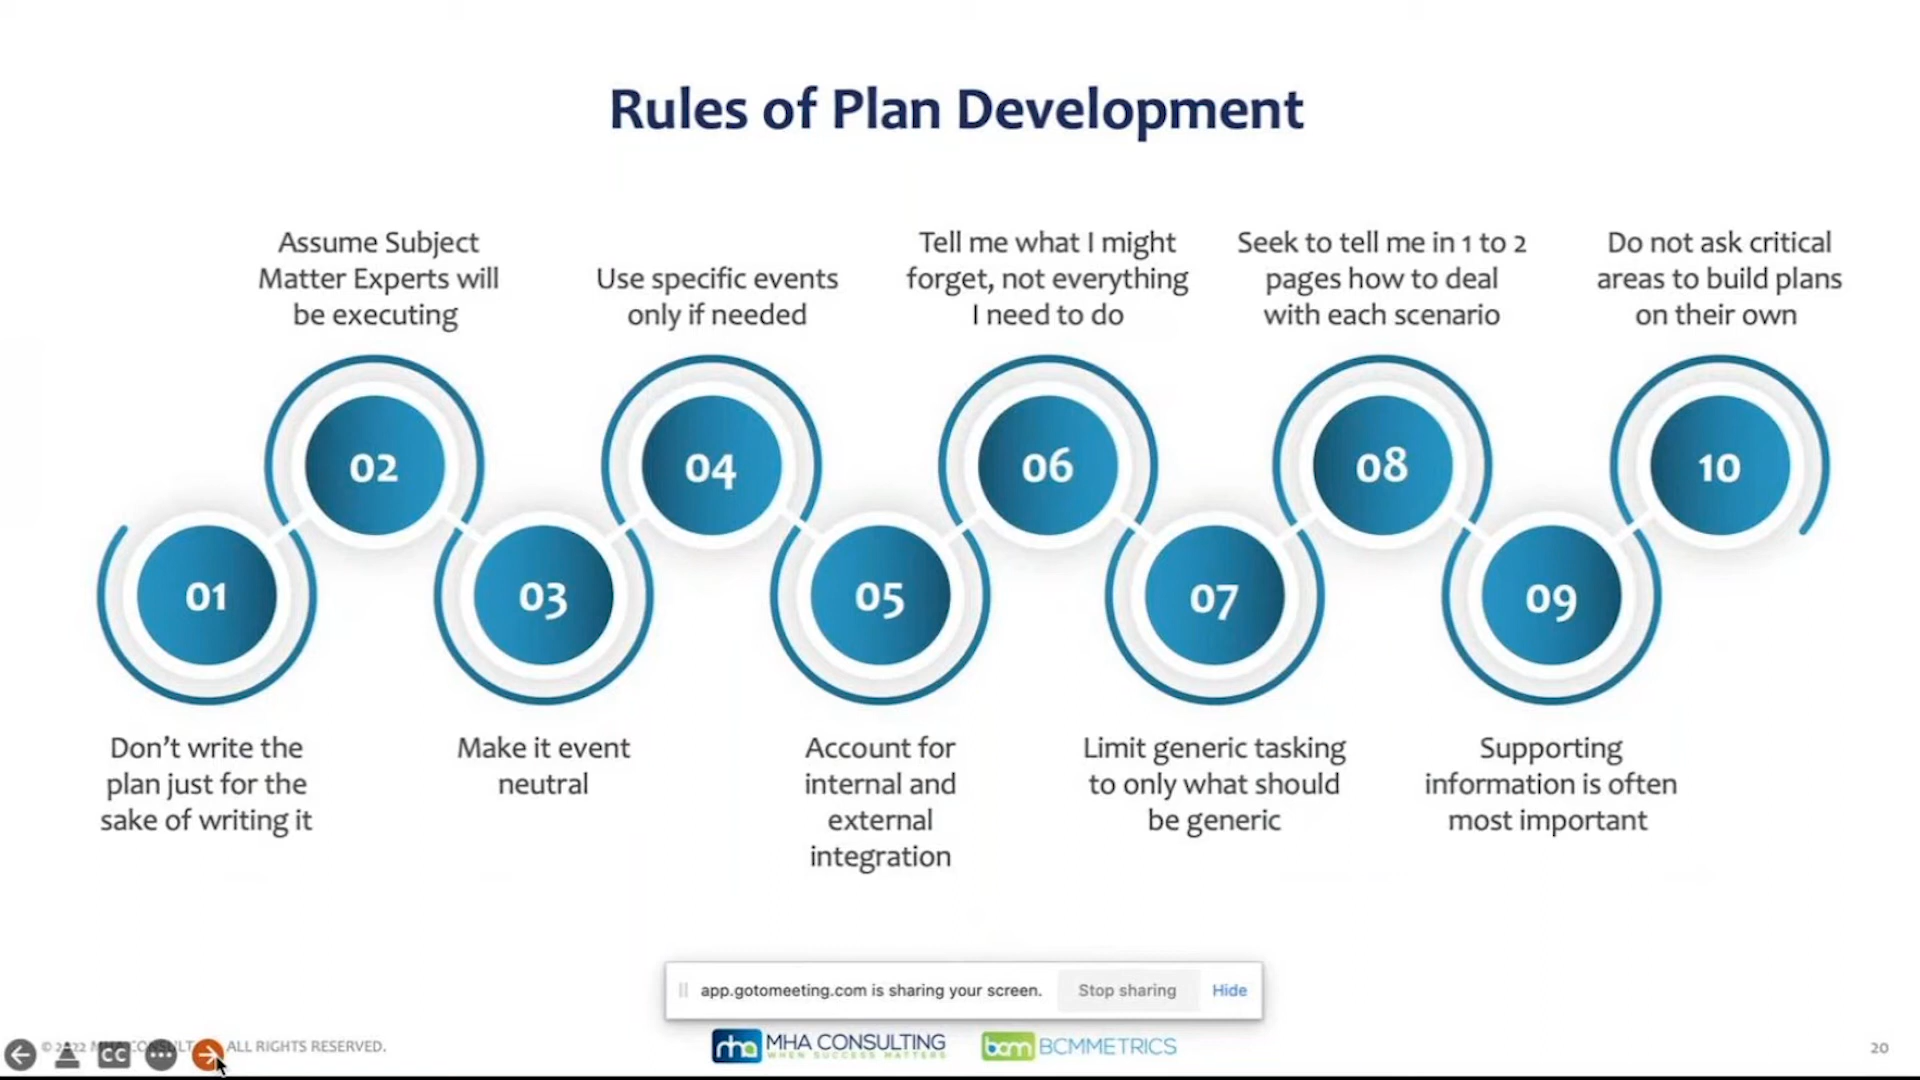 Rules of Plan Development
Assume Subject
Matter Experts will
be executing
Use specific events
only if needed
Tell me what I might
forget, not everything
I need to do
Seek to tell me in 1 to 2
pages how to deal
with each scenario
Do not ask critical
areas to build plans
on their own
02
04
06
08
10
01
03
05
07
09
Don’t write the
plan just for the
sake of writing it
Make it event
neutral
Account for
internal and
external
integration
Limit generic tasking
to only what should
be generic
Supporting
information is often
most important
app.gotomeeting.com is sharing your screen.
Stop sharing
Hide
ALL RIGHTS RESERVED.
CC
mha MHA CONSULTING
WHEN SUCCESS MATTERS
bcm BCMMETRICS
20